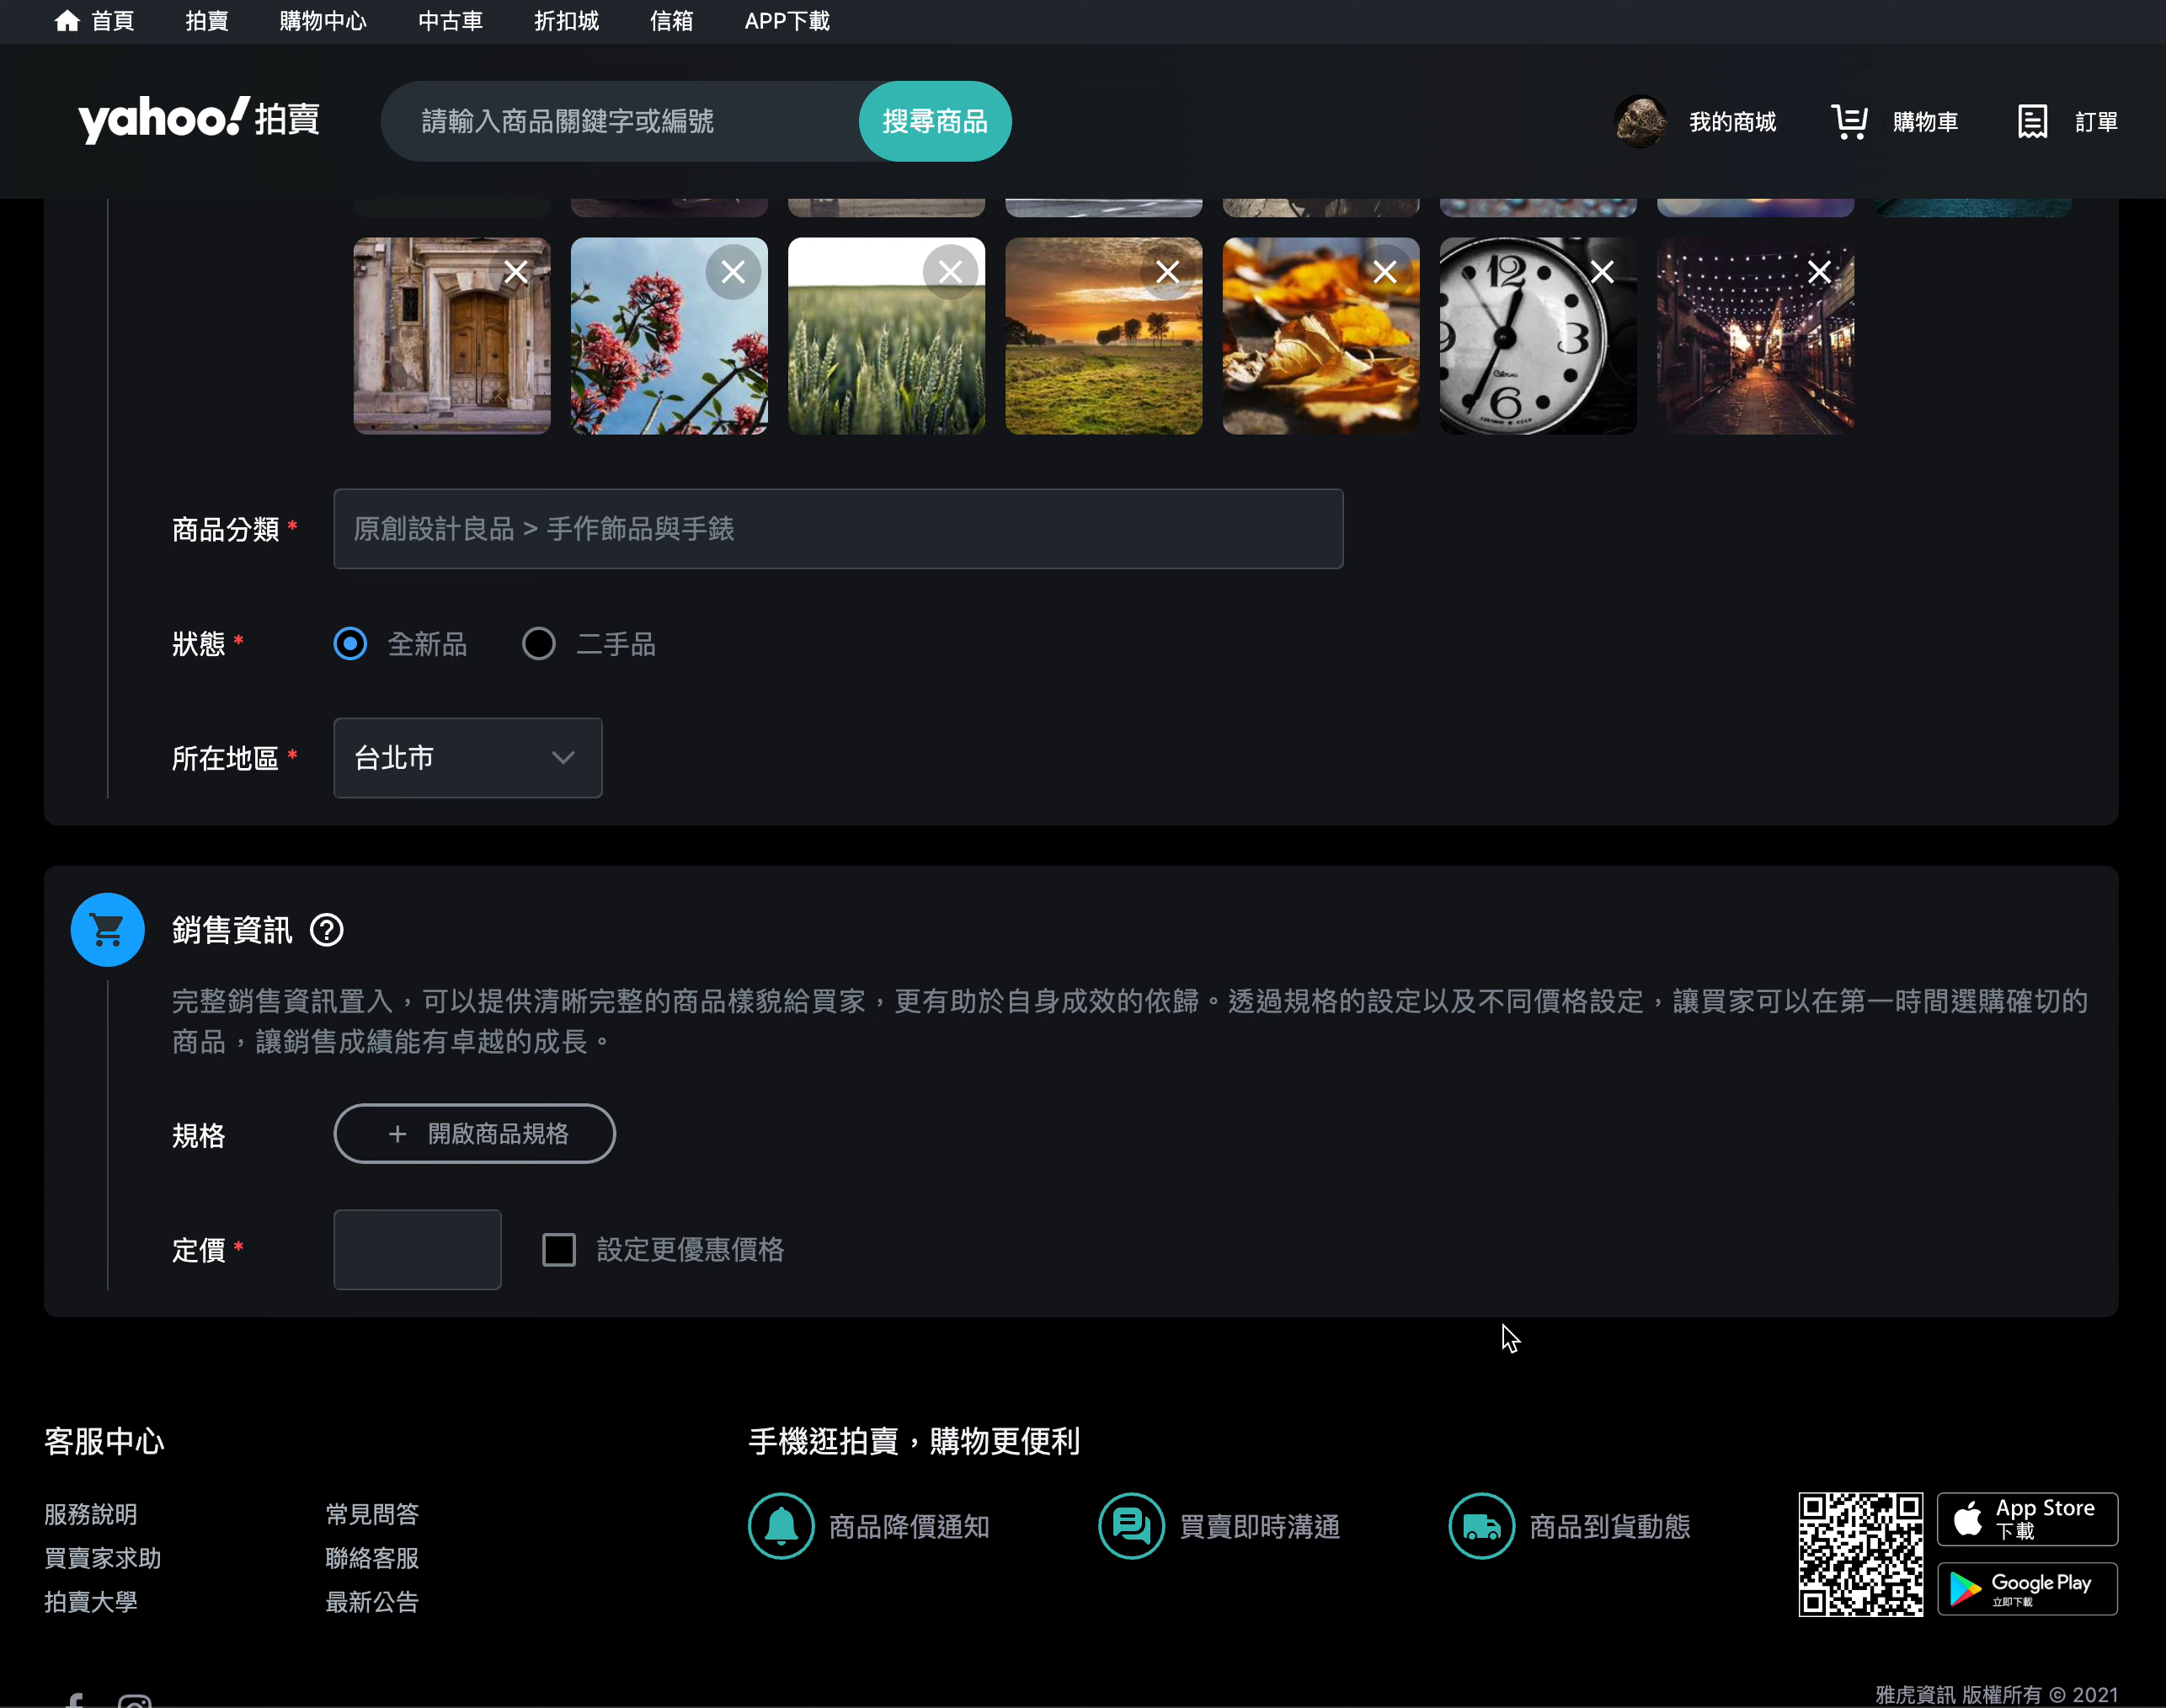 首頁 拍賣 購物中心 中古車 折扣城 信箱 APP下載
yahoo!拍賣 請輸入商品關鍵字或編號 搜尋商品 我的商城 購物車 訂單
12
9 3
6
商品分類 * 原創設計良品 > 手作飾品與手錶
狀態 * 全新品 二手品
所在地區 * 台北市
銷售資訊 ?
完整銷售資訊置入，可以提供清晰完整的商品樣貌給買家，更有助於自身成效的依歸。透過規格的設定以及不同價格設定，讓買家可以在第一時間選購確切的
商品，讓銷售成績能有卓越的成長。
規格 + 開啟商品規格
定價 * 設定更優惠價格
客服中心
服務說明 常見問答
買賣家求助 聯絡客服
拍賣大學 最新公告
手機逛拍賣，購物更便利
商品降價通知 買賣即時溝通 商品到貨動態
App Store
下載
Google Play
立即下載
雅虎資訊 版權所有 © 2021